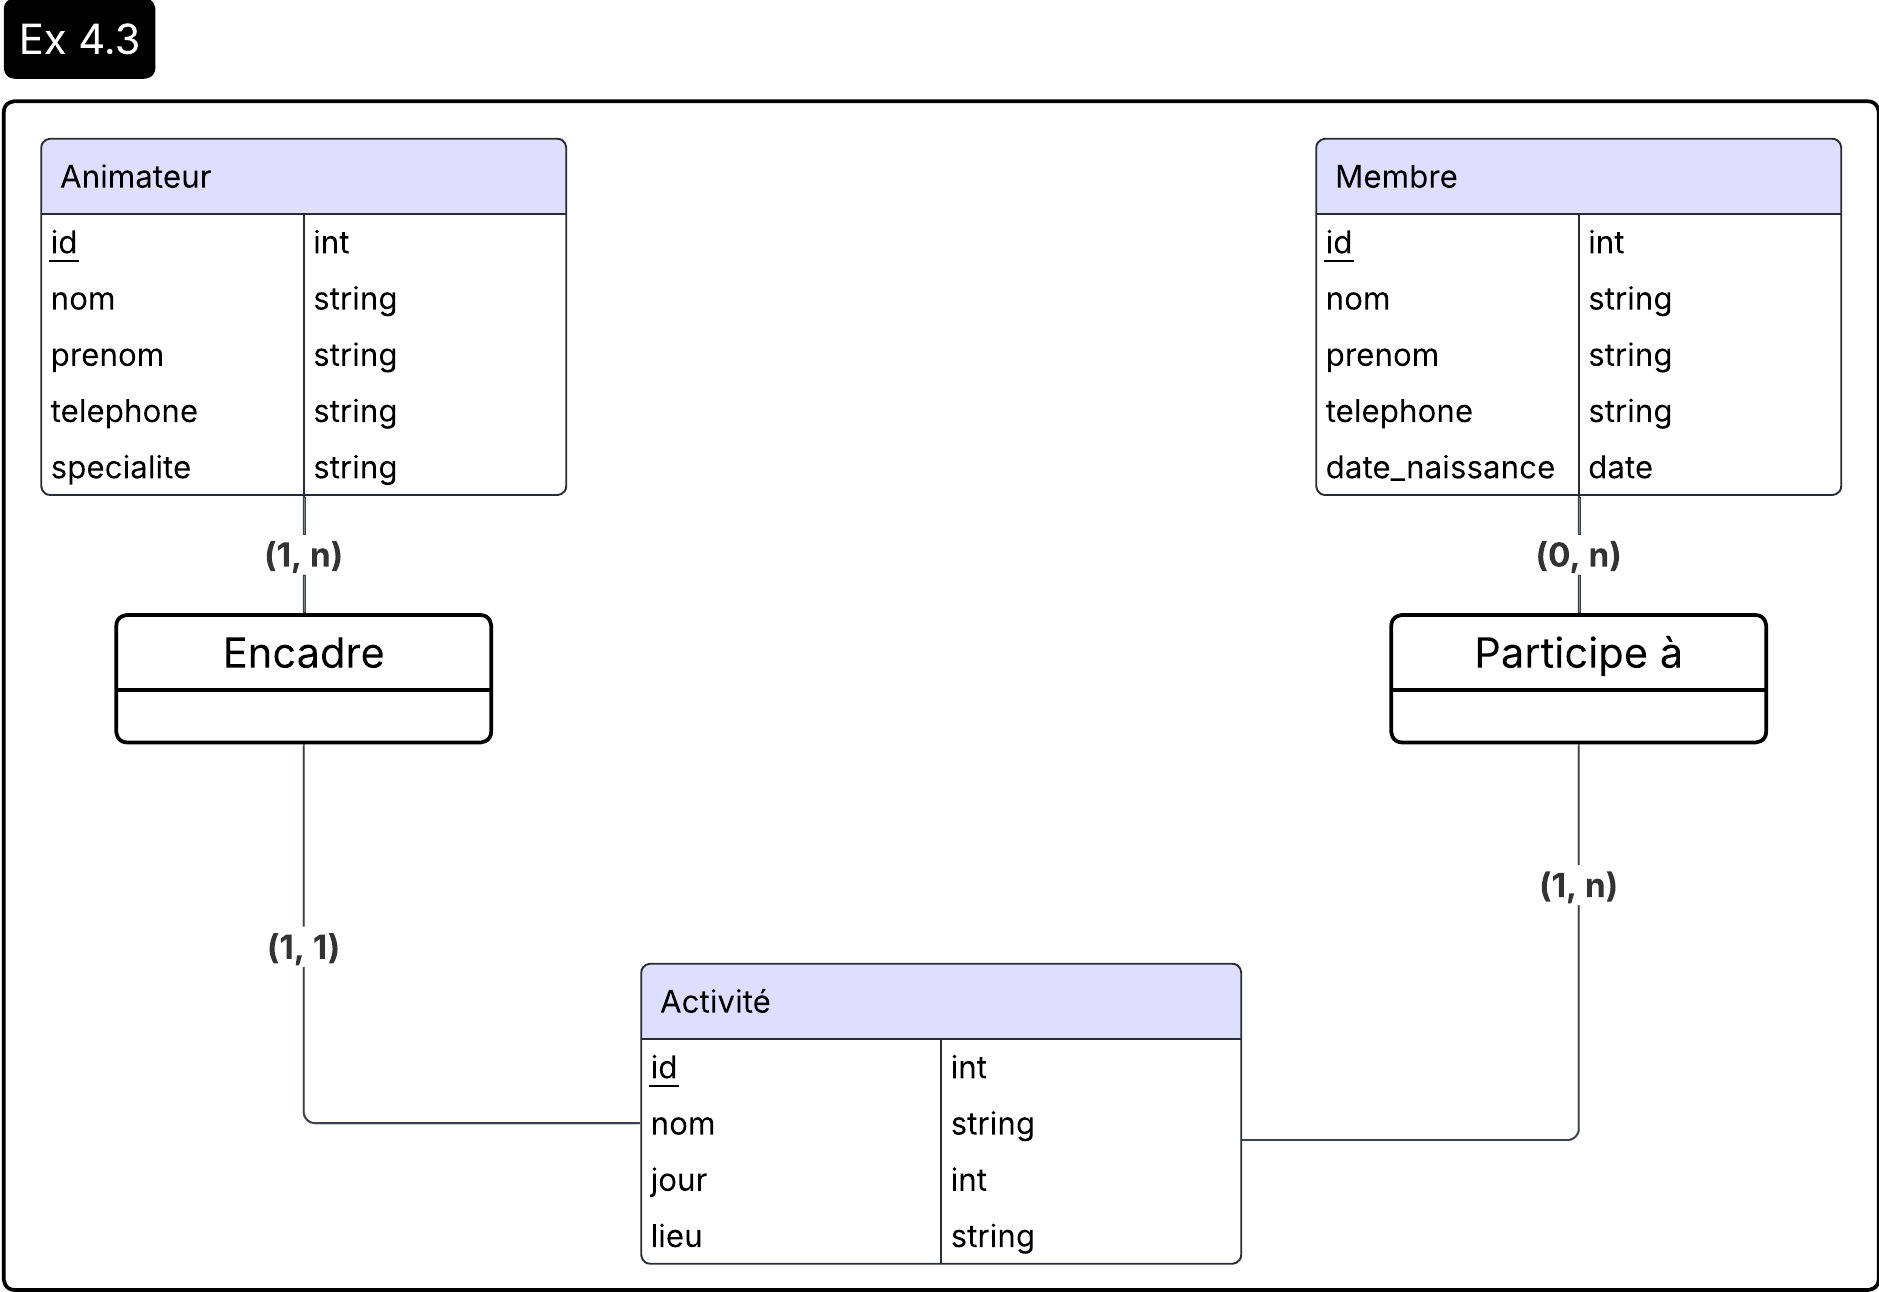 Ex 4.3
Animateur
id int
nom string
prenom string
telephone string
specialite string
(1, n)
Encadre
(1, 1)
Membre
id int
nom string
prenom string
telephone string
date_naissance date
(0, n)
Participe à
(1, n)
Activité
id int
nom string
jour int
lieu string